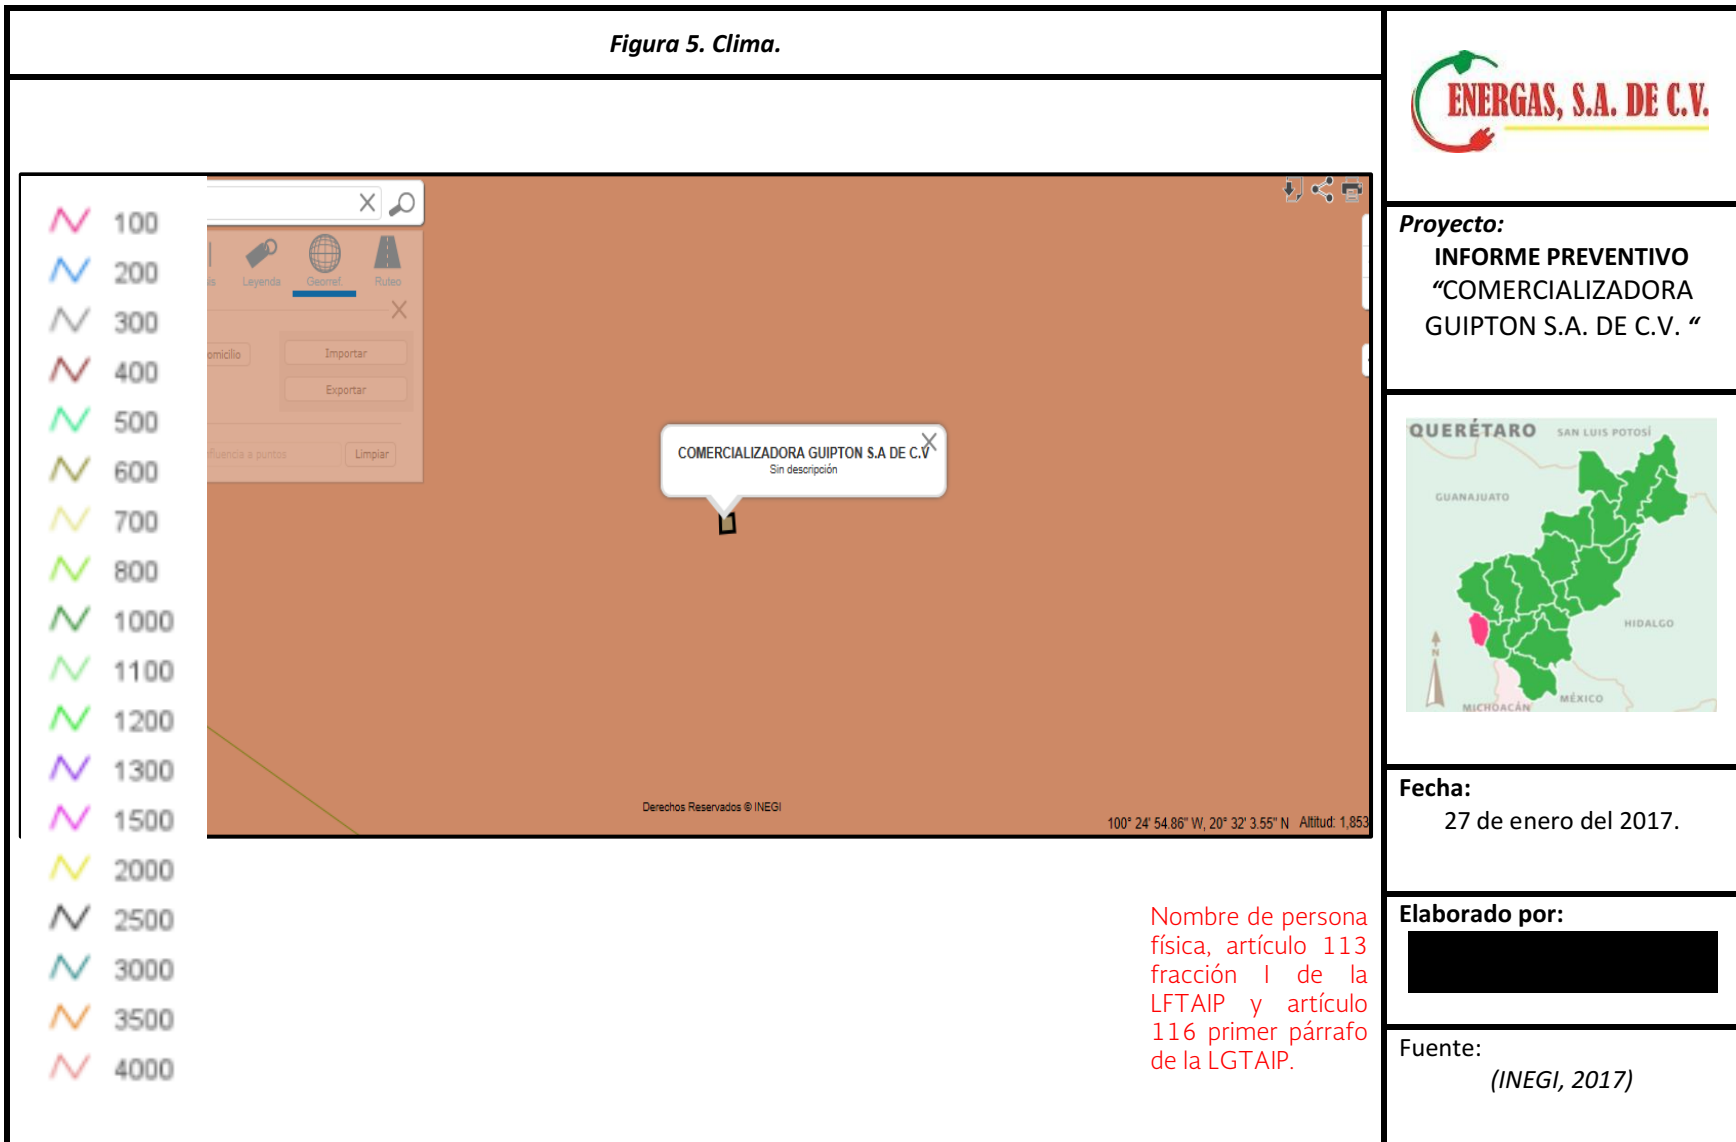 Figura 5. Clima.
ENERGAS, S.A. DE C.V.
Proyecto:
INFORME PREVENTIVO
“COMERCIALIZADORA
GUIPTON S.A. DE C.V. “
100
200
300
400
500
600
700
800
1000
1100
1200
1300
1500
2000
2500
3000
3500
4000
Leyenda
Georref.
Ruteo
omicilio
Importar
Exportar
nfluencia a puntos
Limpiar
COMERCIALIZADORA GUIPTON S.A DE C.V
Sin descripción
Derechos Reservados © INEGI
100° 24' 54.86" W, 20° 32' 3.55" N Altitud: 1,853
QUERÉTARO
SAN LUIS POTOSÍ
GUANAJUATO
HIDALGO
N
MÉXICO
MICHOACÁN
Fecha:
27 de enero del 2017.
Nombre de persona
física, artículo 113
fracción I de la
LFTAIP y artículo
116 primer párrafo
de la LGTAIP.
Elaborado por:
Fuente:
(INEGI, 2017)